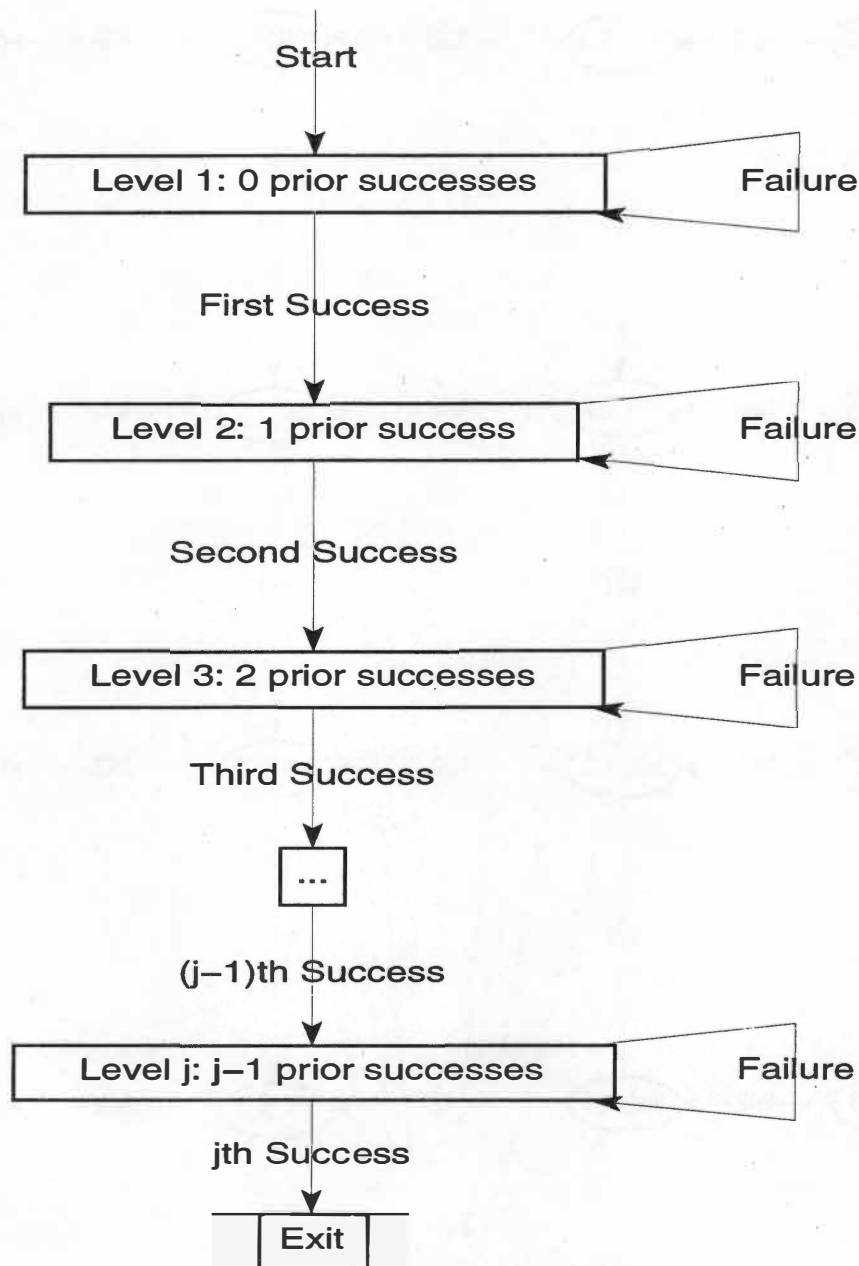 Start
Level 1: 0 prior successes
Failure
First Success
Level 2: 1 prior success
Failure
Second Success
Level 3: 2 prior successes
Failure
Third Success
...
(j–1)th Success
Level j: j–1 prior successes
Failure
jth Success
Exit